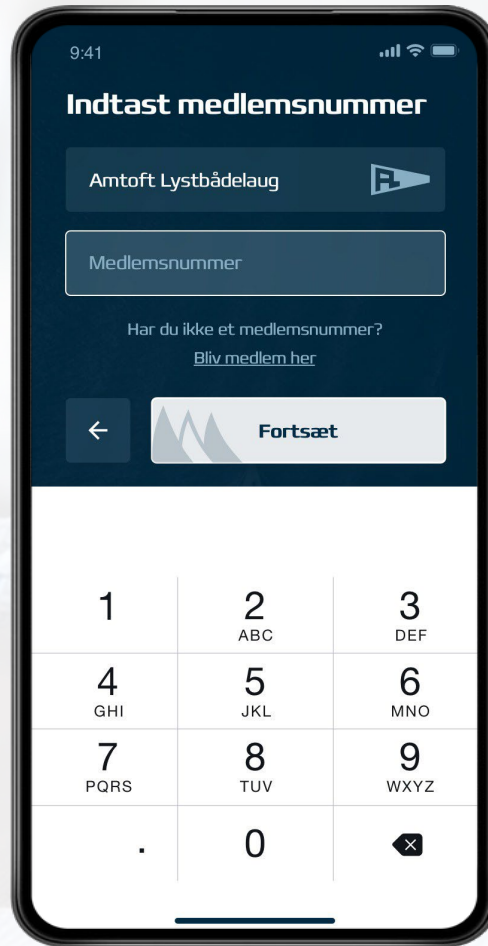 9:41
Indtast medlemsnummer
Amtoft Lystbådelaug
Medlemsnummer
Har du ikke et medlemsnummer?
Bliv medlem her
Fortsæt
1
2
3
ABC
DEF
4
5
6
GHI
JKL
MNO
7
8
9
PQRS
TUV
WXYZ
.
0